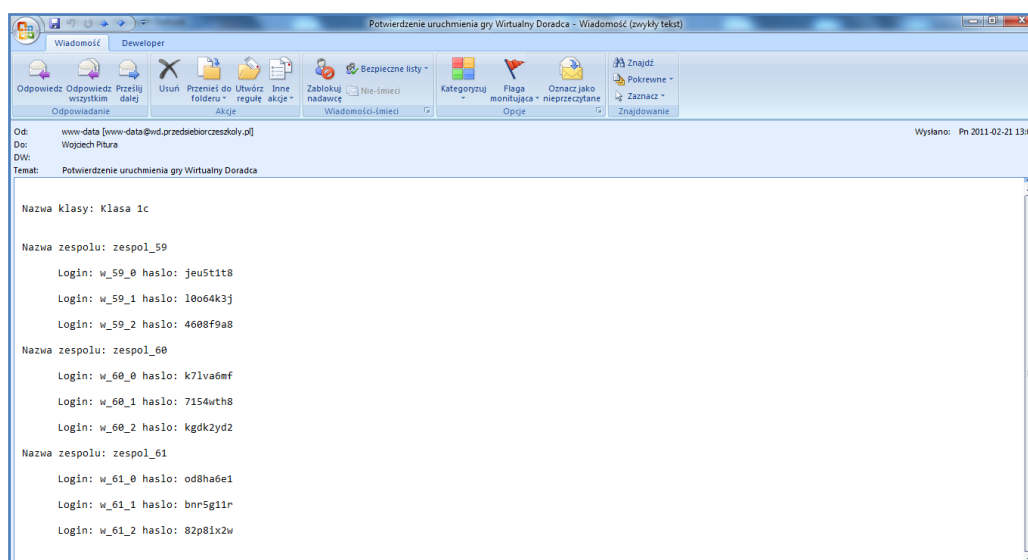 Potwierdzenie uruchmienia gry Wirtualny Doradca - Wiadomość (zwykły tekst)
Wiadomość Deweloper
Odpowiedz Odpowiedz wszystkim Prześlij dalej
Odpowiadanie
Usuń Przenieś do folderu Utwórz regułę Inne akcje
Akcje
Zablokuj nadawcę Bezpieczne listy Nie-śmieci
Wiadomości-śmieci
Kategoryzuj Flaga monitująca Oznacz jako nieprzeczytane
Opcje
Znajdź
Pokrewne
Zaznacz
Znajdowanie
Od: www-data [www-data@wd.przedsiebiorczeszkoly.pl] Wysłano: Pn 2011-02-21 13:
Do: Wojciech Pitura
DW:
Temat: Potwierdzenie uruchmienia gry Wirtualny Doradca
Nazwa klasy: Klasa 1c
Nazwa zespolu: zespol_59
Login: w_59_0 haslo: jeu5t1t8
Login: w_59_1 haslo: l0o64k3j
Login: w_59_2 haslo: 4608f9a8
Nazwa zespolu: zespol_60
Login: w_60_0 haslo: k7lva6mf
Login: w_60_1 haslo: 7154wth8
Login: w_60_2 haslo: kgdk2yd2
Nazwa zespolu: zespol_61
Login: w_61_0 haslo: od8ha6e1
Login: w_61_1 haslo: bnr5g11r
Login: w_61_2 haslo: 82p8ix2w